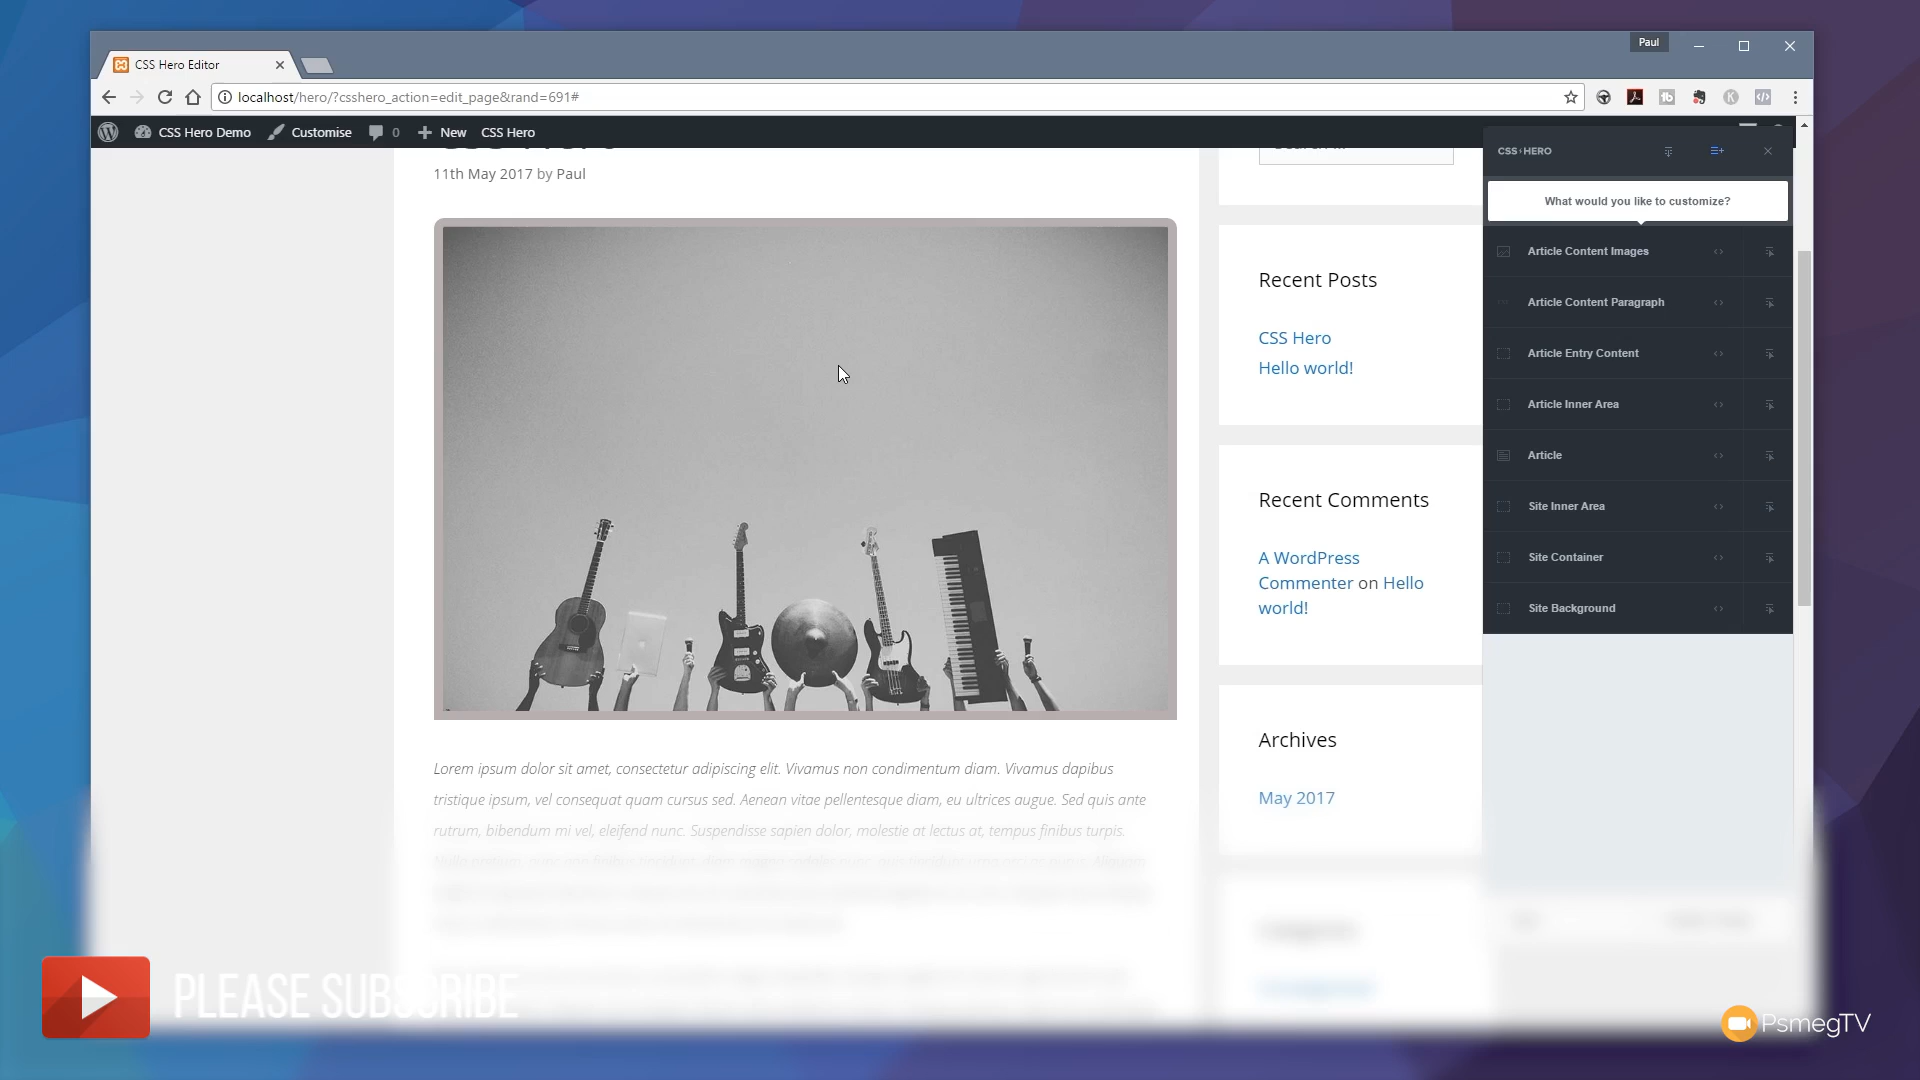 Paul
CSS Hero Editor
localhost/hero/?csshero_action=edit_page&rand=691#
CSS Hero Demo
Customise
0
New
CSS Hero
CSS Hero
11th May 2017 by Paul
Lorem ipsum dolor sit amet, consectetur adipiscing elit. Vivamus non condimentum diam. Vivamus dapibus
tristique ipsum, vel consequat quam cursus sed. Aenean vitae pellentesque diam, eu ultrices augue. Sed quis ante
rutrum, bibendum mi vel, eleifend nunc. Suspendisse sapien dolor, molestie at lectus at, tempus finibus turpis.
Search ...
Recent Posts
CSS Hero
Hello world!
Recent Comments
A WordPress
Commenter on Hello
world!
Archives
May 2017
CSS HERO
What would you like to customize?
Article Content Images
Article Content Paragraph
Article Entry Content
Article Inner Area
Article
Site Inner Area
Site Container
Site Background
PLEASE SUBSCRIBE
PsmegTV